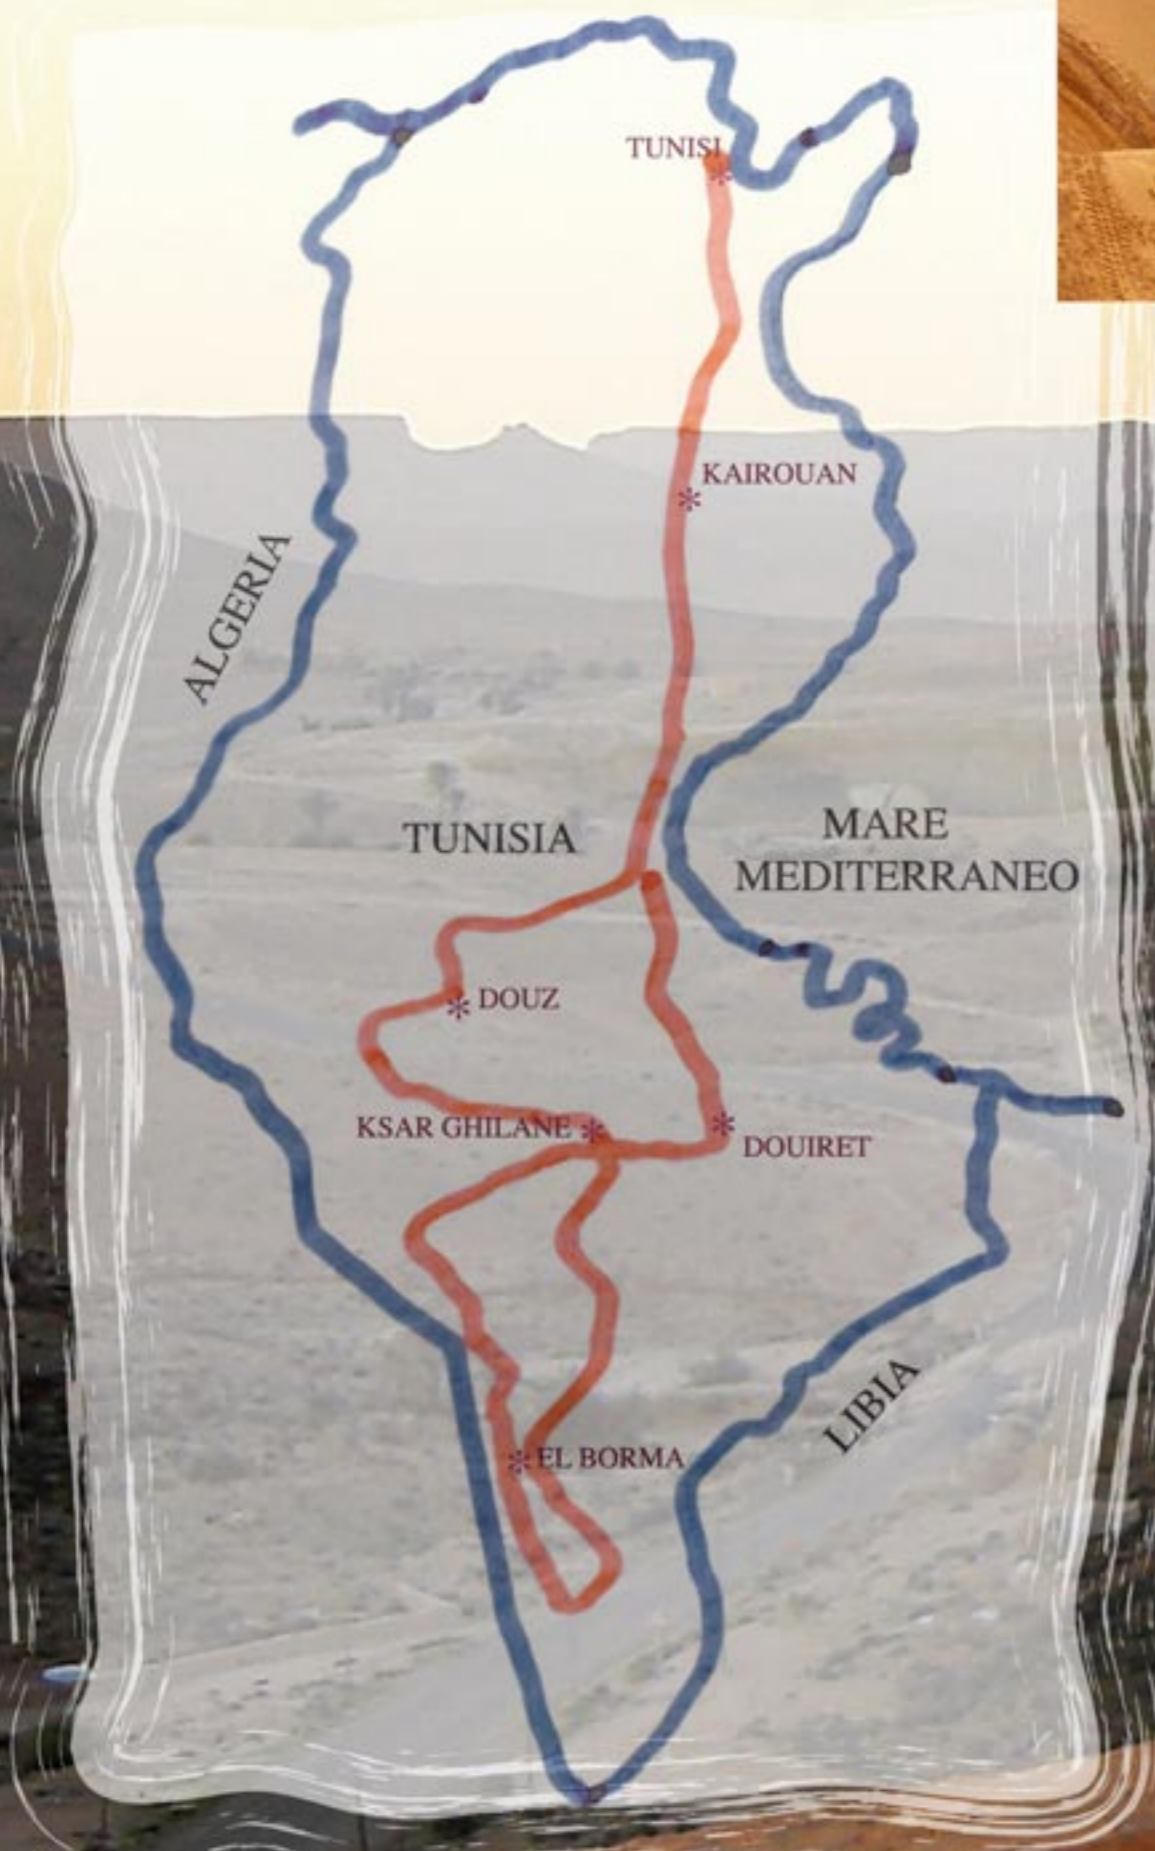 TUNISI
KAIROUAN
ALGERIA
TUNISIA
MARE
MEDITERRANEO
DOUZ
KSAR GHILANE
DOUIRET
LIBIA
EL BORMA